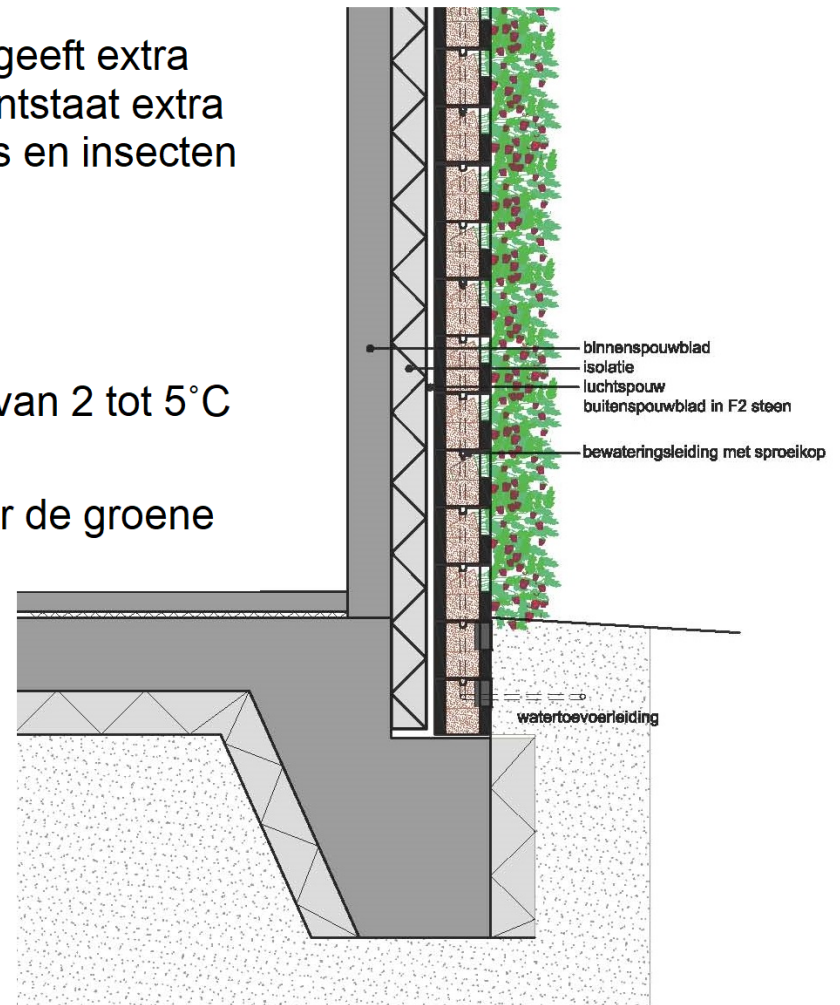 geeft extra
ntstaat extra
s en insecten
van 2 tot 5°C
r de groene
binnenspouwblad
isolatie
luchtspouw
buitenspouwblad in F2 steen
bewateringsleiding met sproeikop
watertoevoerleiding